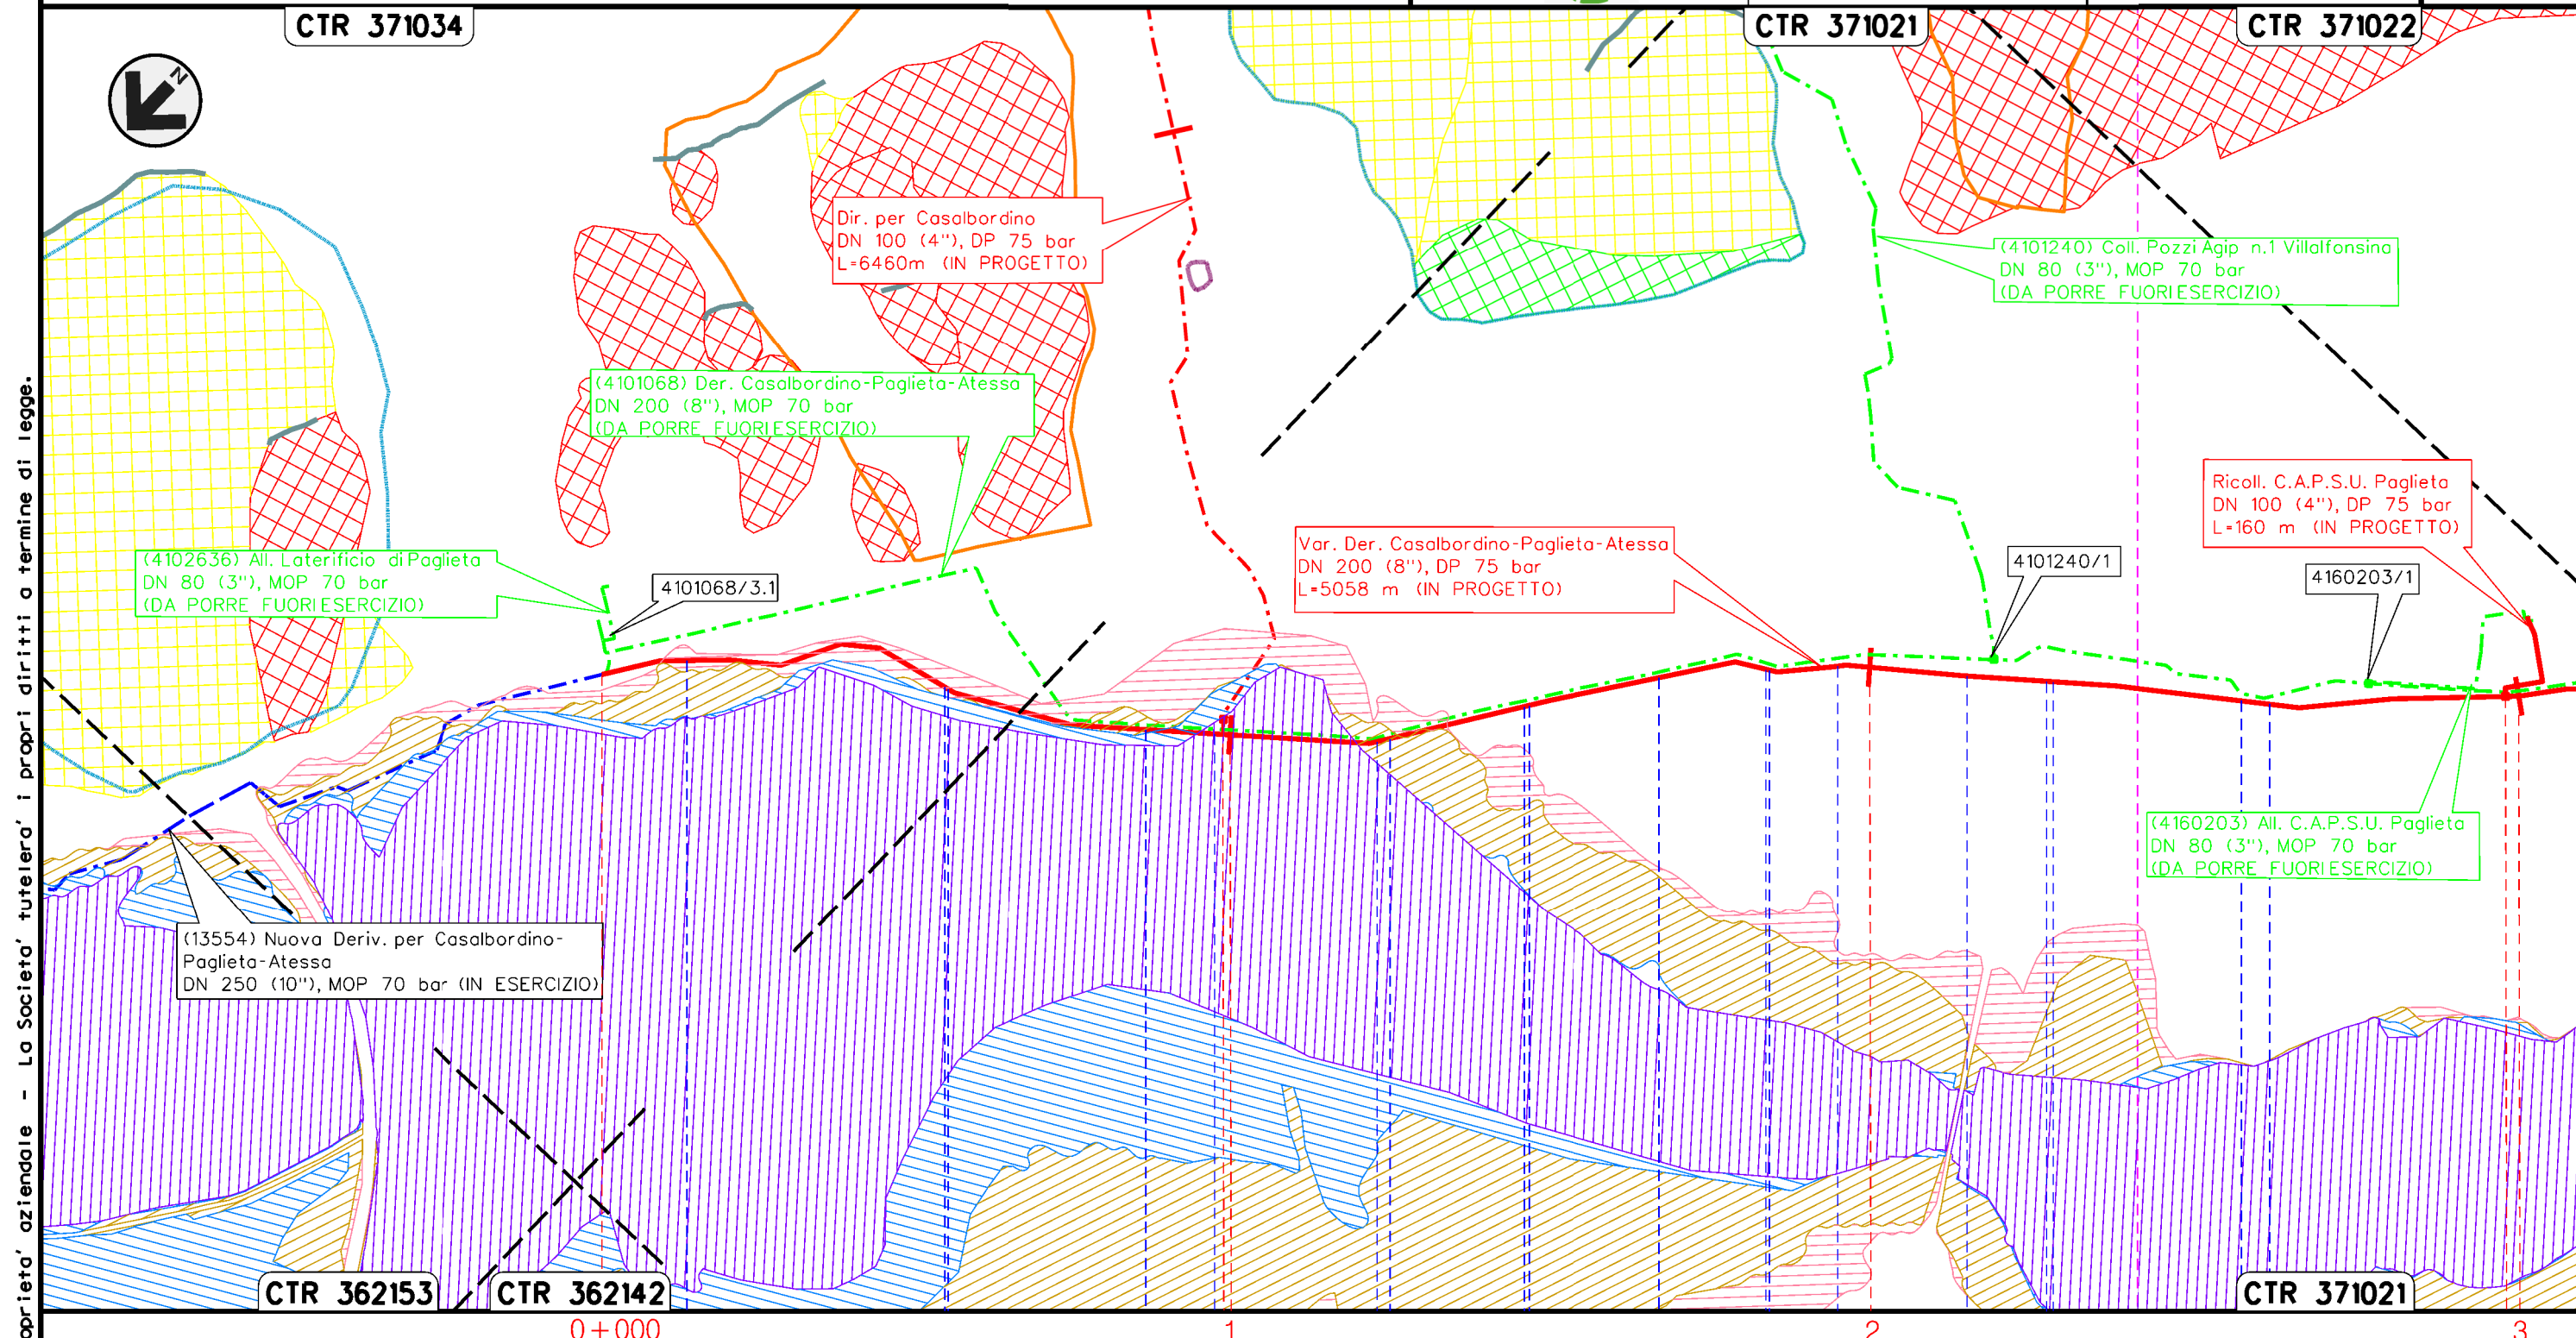 CTR 371034
CTR 371021
CTR 371022
N
Dir. per Casalbordino
DN 100 (4"), DP 75 bar
L=6460m (IN PROGETTO)
(4101240) Coll. Pozzi Agip n.1 Villalfonsina
DN 80 (3"), MOP 70 bar
(DA PORRE FUORI ESERCIZIO)
(4101068) Der. Casalbordino-Paglieta-Atessa
DN 200 (8"), MOP 70 bar
(DA PORRE FUORI ESERCIZIO)
Ricoll. C.A.P.S.U. Paglieta
DN 100 (4"), DP 75 bar
L=160 m (IN PROGETTO)
(4102636) All. Laterificio di Paglieta
DN 80 (3"), MOP 70 bar
(DA PORRE FUORI ESERCIZIO)
4101068/3.1
Var. Der. Casalbordino-Paglieta-Atessa
DN 200 (8"), DP 75 bar
L=5058 m (IN PROGETTO)
4101240/1
4160203/1
(4160203) All. C.A.P.S.U. Paglieta
DN 80 (3"), MOP 70 bar
(DA PORRE FUORI ESERCIZIO)
(13554) Nuova Deriv. per Casalbordino-
Paglieta-Atessa
DN 250 (10"), MOP 70 bar (IN ESERCIZIO)
CTR 362153
CTR 362142
CTR 371021
0+000
1
2
3
oprieta' aziendale - La Societa' tutelera' i propri diritti a termine di legge.